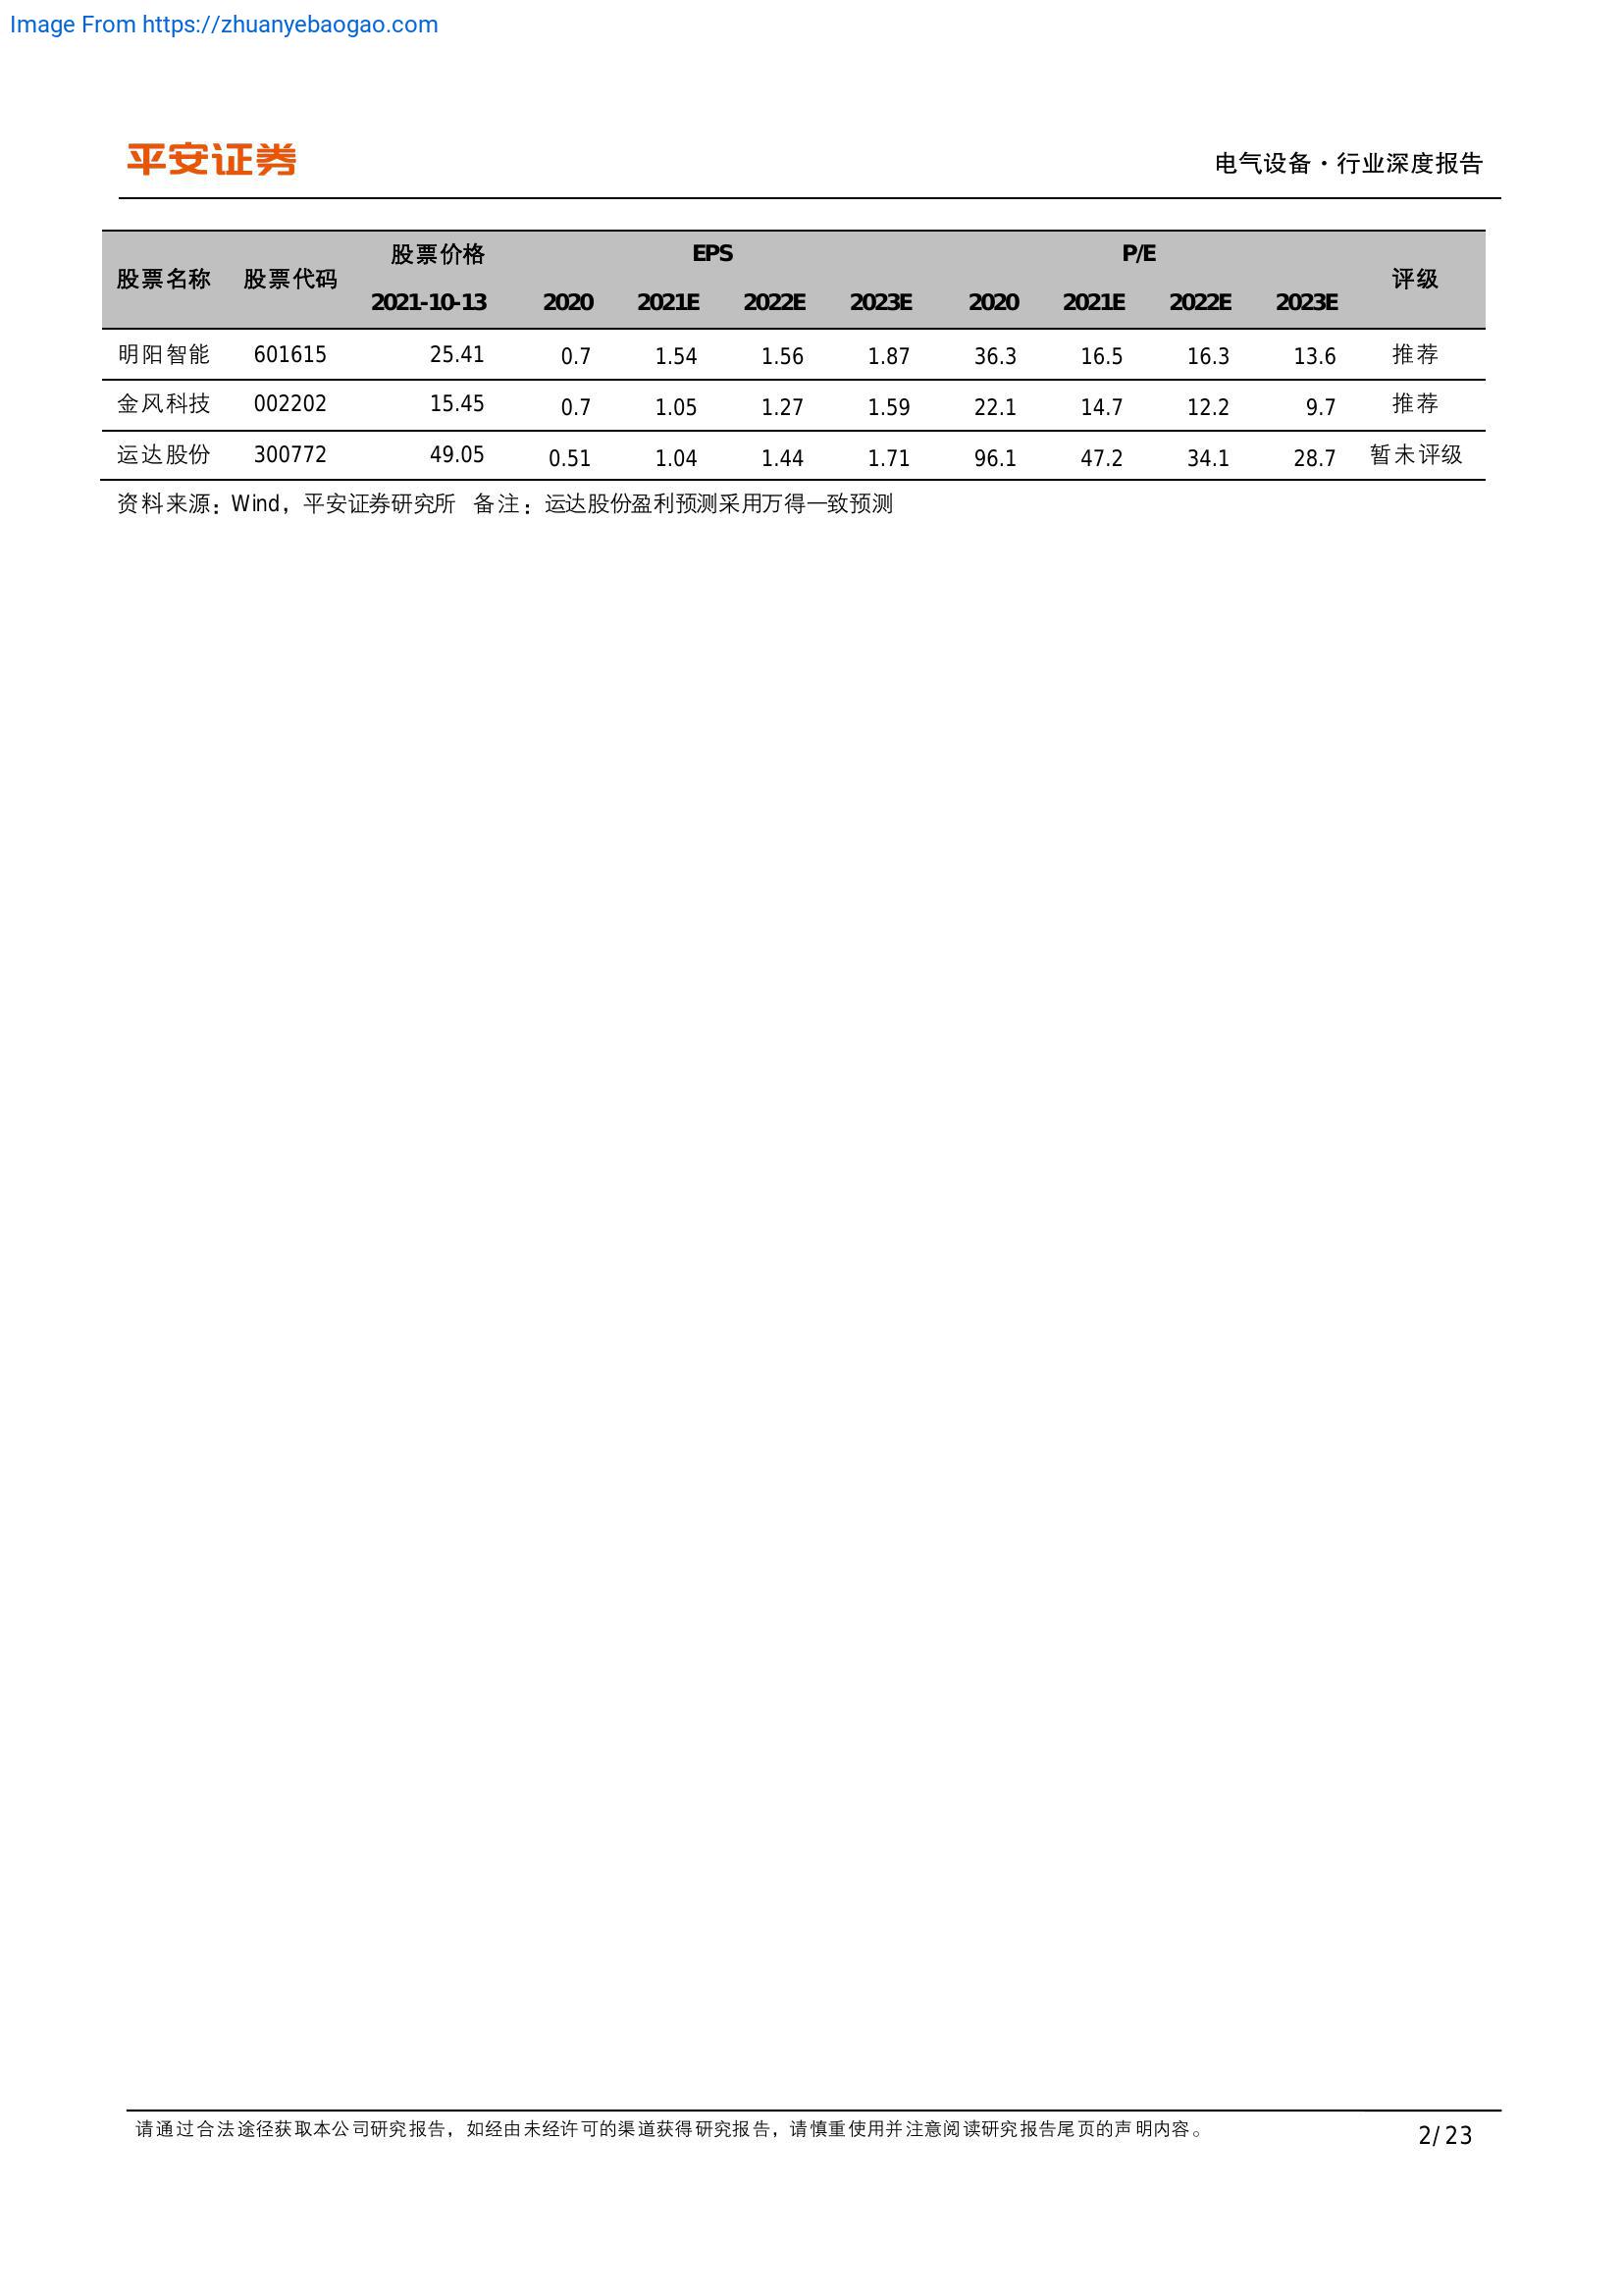 Image From https://zhuanyebaogao.com
平安证券
电气设备·行业深度报告
股票名称 股票代码 股票价格 EPS P/E 评级
2021-10-13 2020 2021E 2022E 2023E 2020 2021E 2022E 2023E
明阳智能 601615 25.41 0.7 1.54 1.56 1.87 36.3 16.5 16.3 13.6 推荐
金风科技 002202 15.45 0.7 1.05 1.27 1.59 22.1 14.7 12.2 9.7 推荐
运达股份 300772 49.05 0.51 1.04 1.44 1.71 96.1 47.2 34.1 28.7 暂未评级
资料来源：Wind，平安证券研究所 备注：运达股份盈利预测采用万得一致预测
请通过合法途径获取本公司研究报告，如经由未经许可的渠道获得研究报告，请慎重使用并注意阅读研究报告尾页的声明内容。
2/23